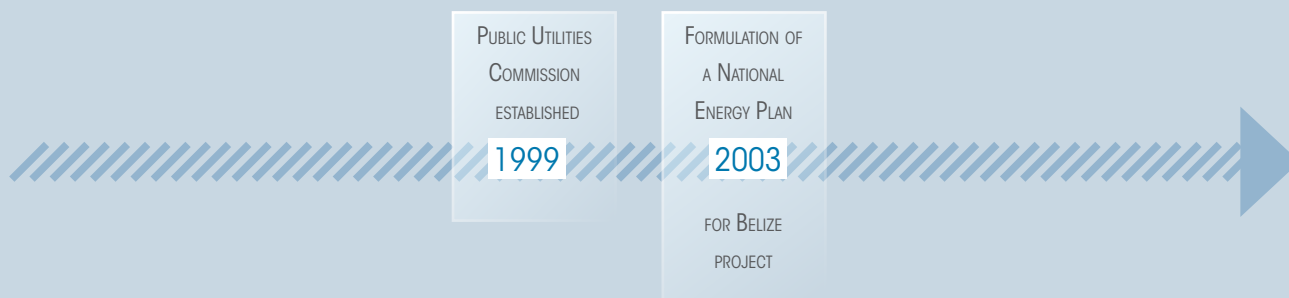 Public Utilities
Commission
established
1999
Formulation of
a National
Energy Plan
2003
for Belize
project